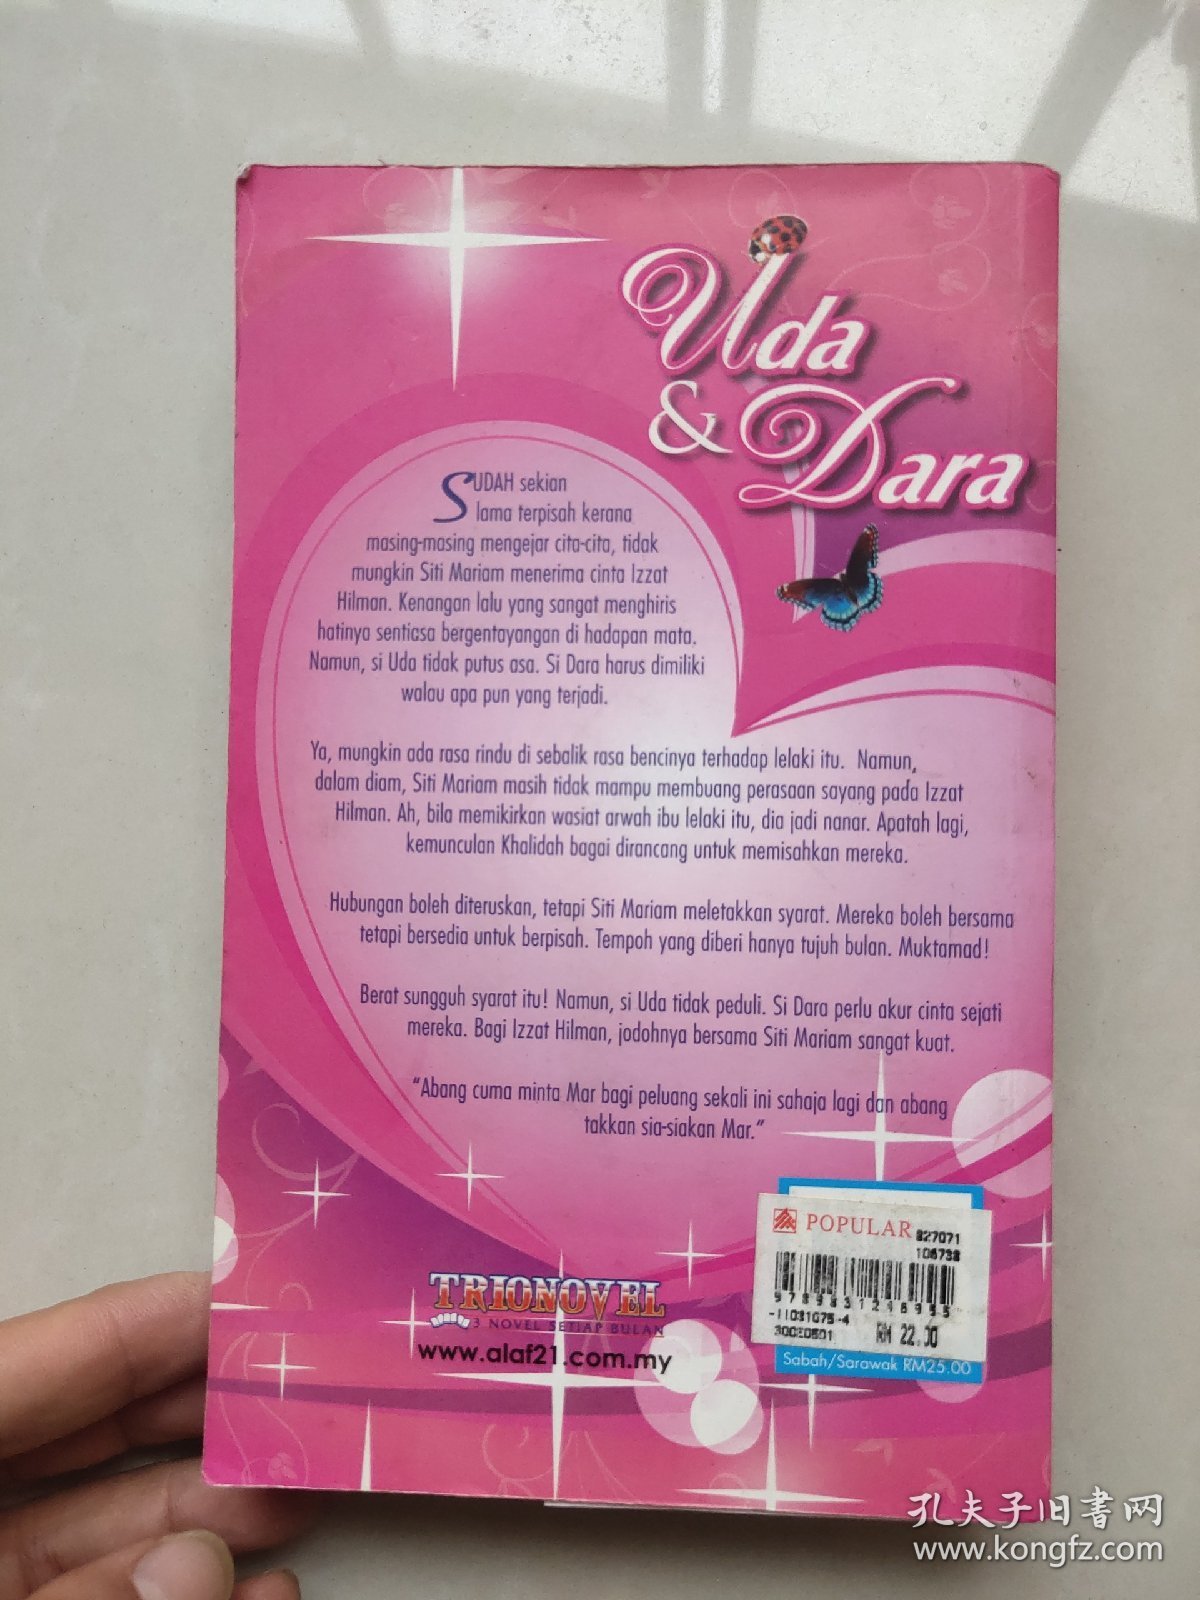 Uda
& Dara
SUDAH sekian
lama terpisah kerana
masing-masing mengejar cita-cita, tidak
mungkin Siti Mariam menerima cinta Izzat
Hilman. Kenangan lalu yang sangat menghiris
hatinya sentiasa bergentayangan di hadapan mata.
Namun, si Uda tidak putus asa. Si Dara harus dimiliki
walau apa pun yang terjadi.
Ya, mungkin ada rasa rindu di sebalik rasa bencinya terhadap lelaki itu. Namun,
dalam diam, Siti Mariam masih tidak mampu membuang perasaan sayang pada Izzat
Hilman. Ah, bila memikirkan wasiat arwah ibu lelaki itu, dia jadi nanar. Apatah lagi,
kemunculan Khalidah bagai dirancang untuk memisahkan mereka.
Hubungan boleh diteruskan, tetapi Siti Mariam meletakkan syarat. Mereka boleh bersama
tetapi bersedia untuk berpisah. Tempoh yang diberi hanya tujuh bulan. Muktamad!
Berat sungguh syarat itu! Namun, si Uda tidak peduli. Si Dara perlu akur cinta sejati
mereka. Bagi Izzat Hilman, jodohnya bersama Siti Mariam sangat kuat.
"Abang cuma minta Mar bagi peluang sekali ini sahaja lagi dan abang
takkan sia-siakan Mar."
TRIONOVEL
3 NOVEL SETIAP BULAN
www.alaf21.com.my
POPULAR 827071
106738
-11031075-4
RM 22.00
Sabah/Sarawak RM25.00
孔夫子旧书网
www.kongfz.com